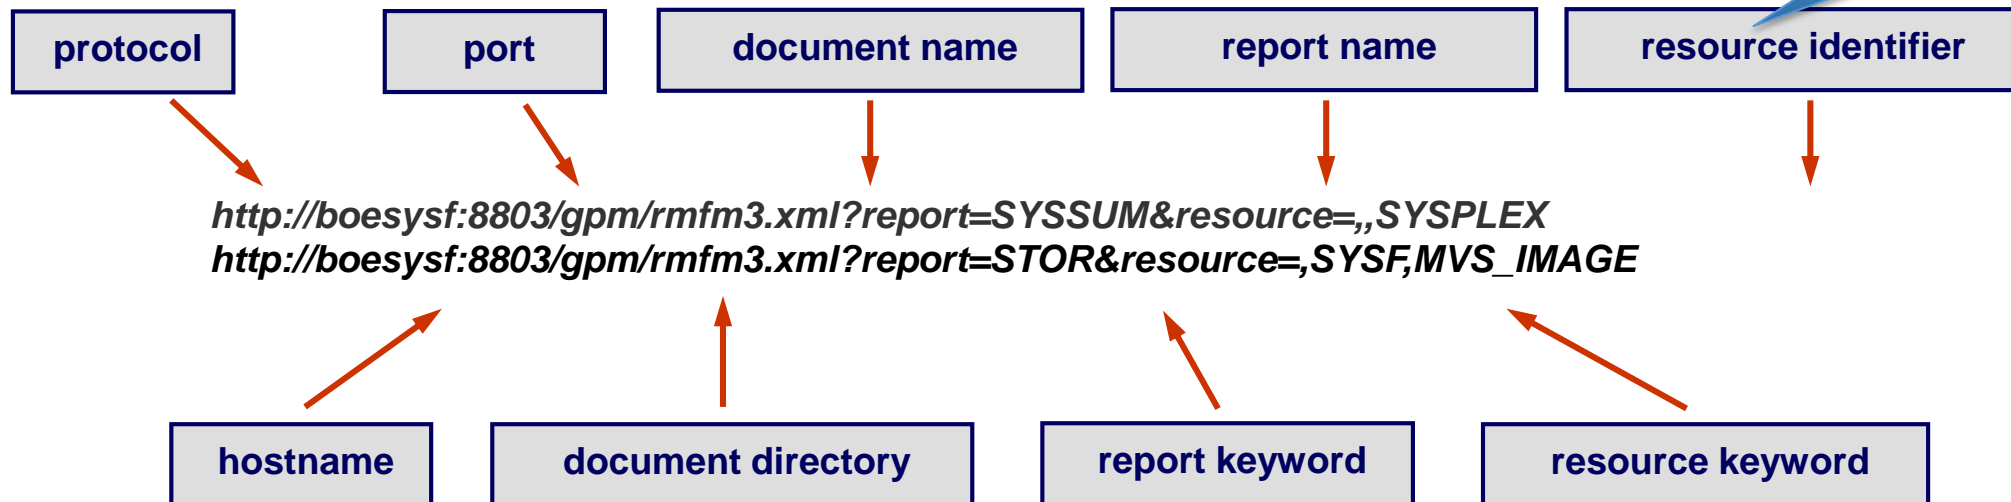 protocol
port
document name
report name
resource identifier
http://boesysf:8803/gpm/rmfm3.xml?report=SYSSUM&resource=,,SYSPLEX
http://boesysf:8803/gpm/rmfm3.xml?report=STOR&resource=,SYSF,MVS_IMAGE
hostname
document directory
report keyword
resource keyword